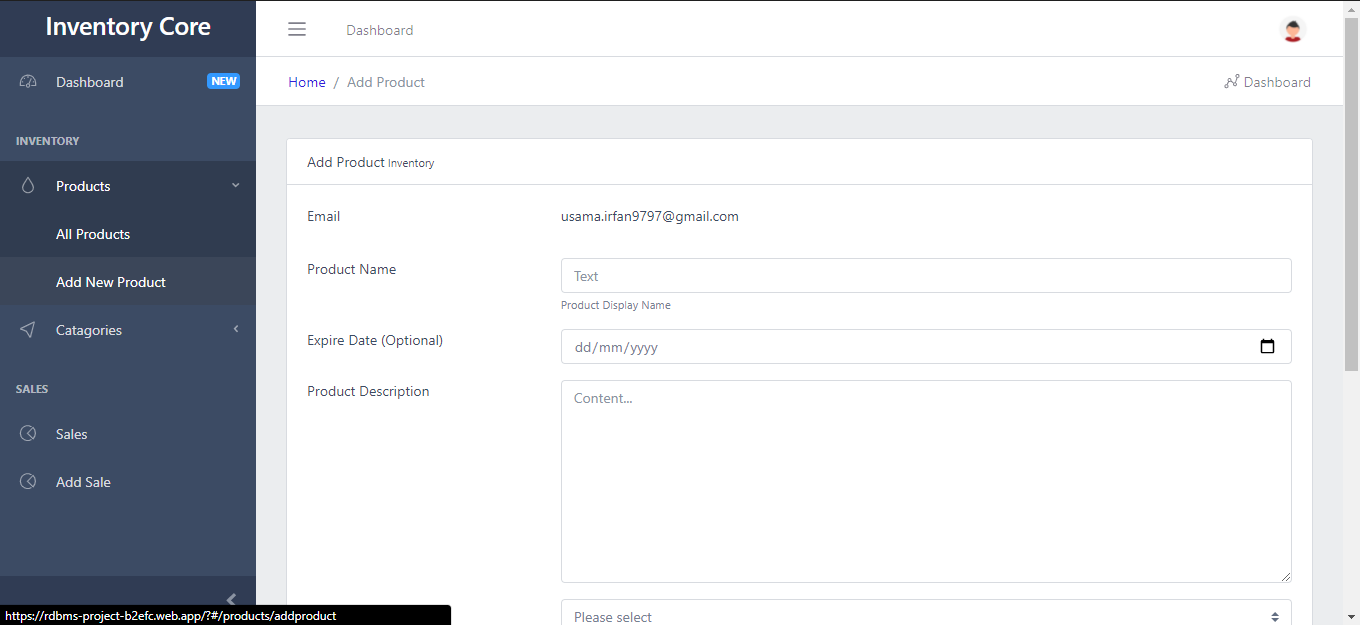 Inventory Core
Dashboard
Dashboard NEW
Home / Add Product
Dashboard
INVENTORY
Products
All Products
Add New Product
Catagories
SALES
Sales
Add Sale
Add Product Inventory
Email usama.irfan9797@gmail.com
Product Name Text
Product Display Name
Expire Date (Optional) dd/mm/yyyy
Product Description Content...
Please select
https://rdbms-project-b2efc.web.app/?#/products/addproduct